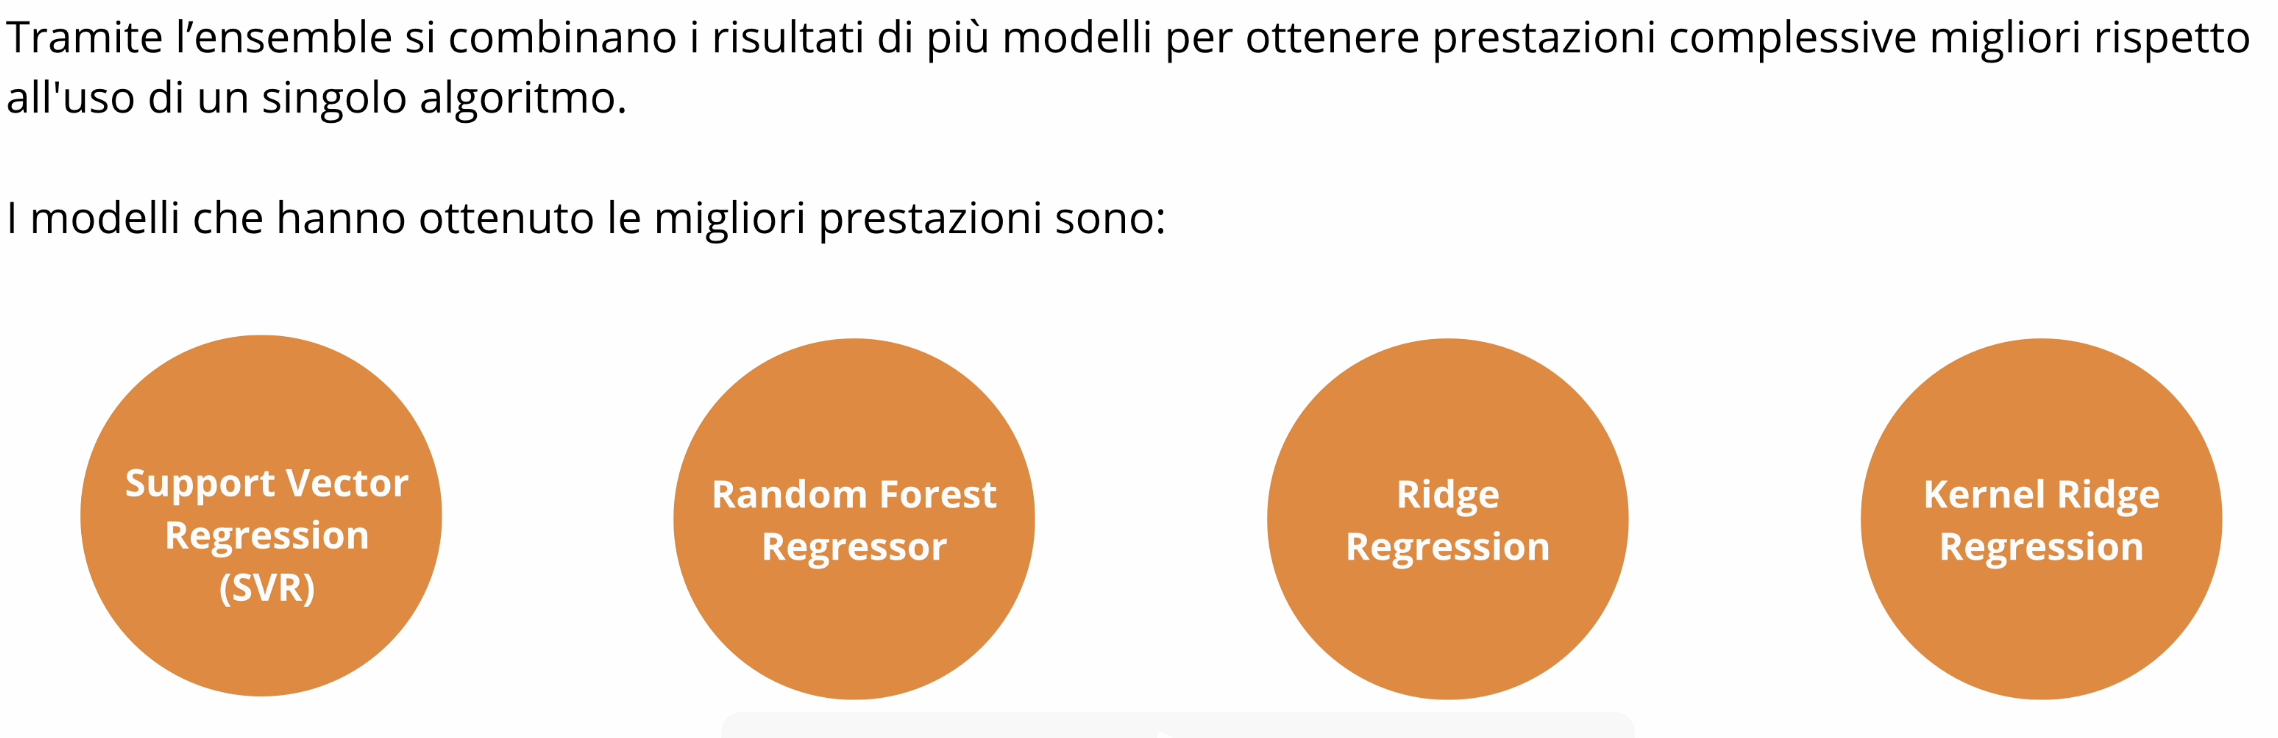 Tramite l’ensemble si combinano i risultati di più modelli per ottenere prestazioni complessive migliori rispetto
all'uso di un singolo algoritmo.
I modelli che hanno ottenuto le migliori prestazioni sono:
Support Vector
Regression
(SVR)
Random Forest
Regressor
Ridge
Regression
Kernel Ridge
Regression